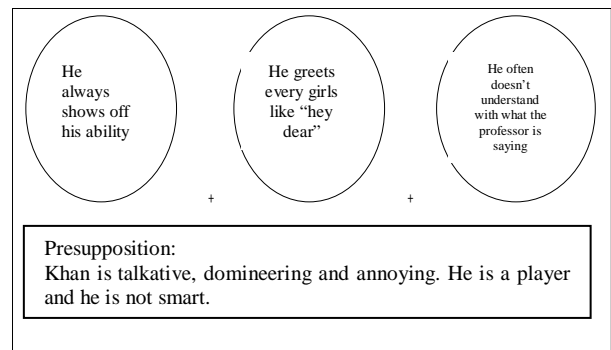 He
always
shows off
his ability
He greets
every girls
like “hey
dear”
He often
doesn’t
understand
with what the
professor is
saying
+
+
Presupposition:
Khan is talkative, domineering and annoying. He is a player
and he is not smart.